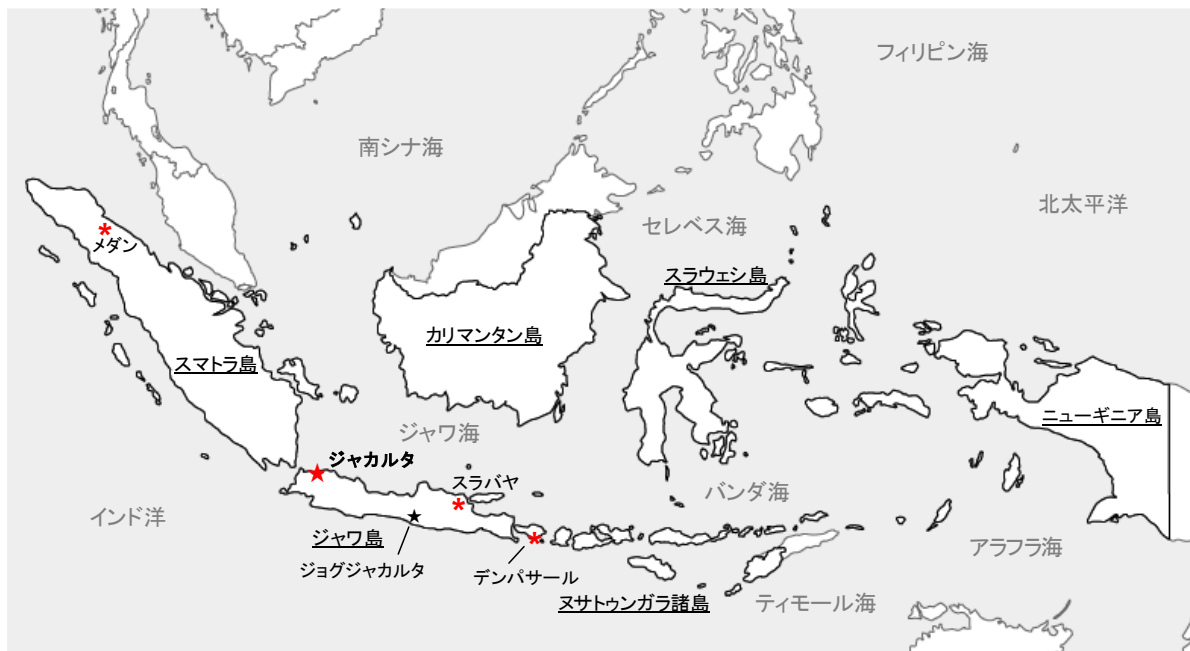 フィリピン海
南シナ海
北太平洋
セレベス海
メダン
スラウェシ島
カリマンタン島
スマトラ島
ニューギニア島
ジャワ海
ジャカルタ
スラバヤ
バンダ海
インド洋
ジャワ島
アラフラ海
ジョグジャカルタ
デンパサール
ヌサトゥンガラ諸島
ティモール海